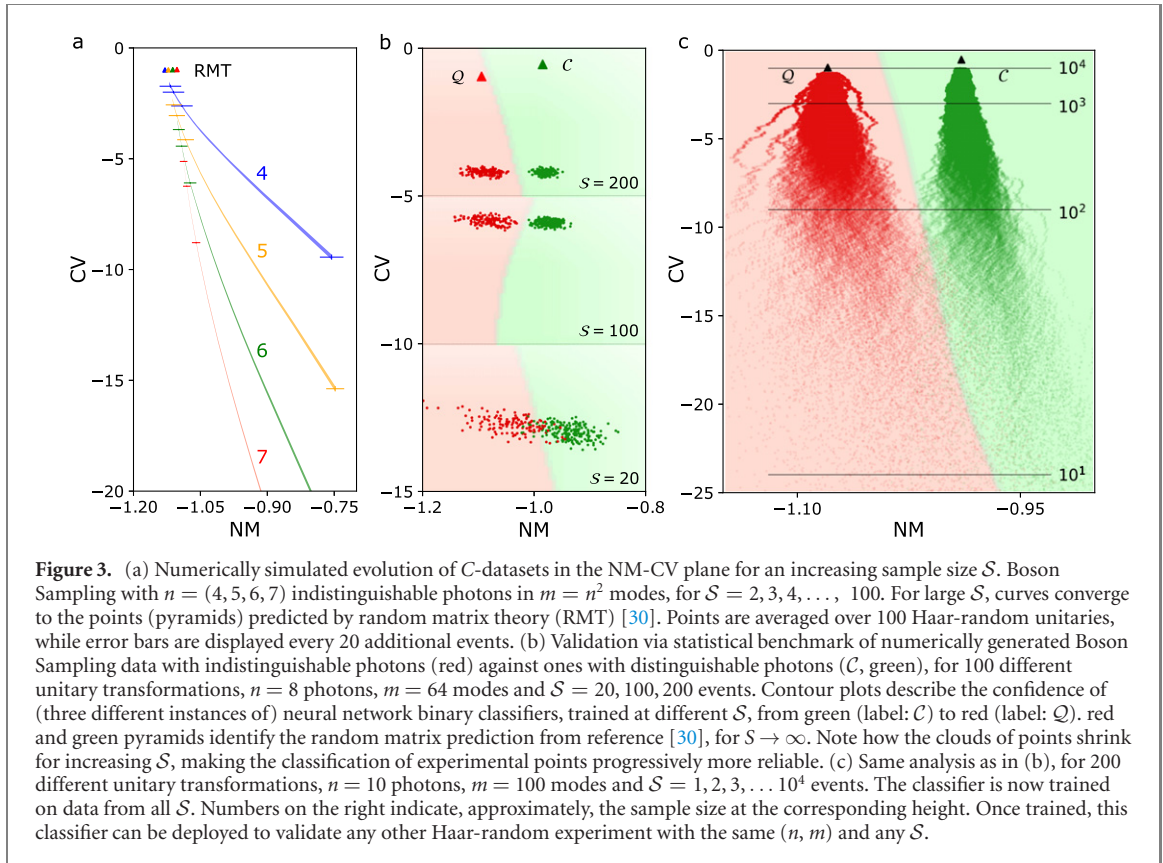 a
b
c
0
−5
−10
−15
−20
CV
−1.20
−1.05
−0.90
−0.75
NM
RMT
4
5
6
7
0
−5
−10
−15
CV
−1.2
−1.0
−0.8
NM
𝒬
𝒞
𝒮 = 200
𝒮 = 100
𝒮 = 20
0
−5
−10
−15
−20
−25
CV
−1.10
−0.95
NM
𝒬
𝒞
10⁴
10³
10²
10¹
Figure 3. (a) Numerically simulated evolution of C-datasets in the NM-CV plane for an increasing sample size 𝒮. Boson
Sampling with n = (4, 5, 6, 7) indistinguishable photons in m = n² modes, for 𝒮 = 2, 3, 4, . . . , 100. For large 𝒮, curves converge
to the points (pyramids) predicted by random matrix theory (RMT) [30]. Points are averaged over 100 Haar-random unitaries,
while error bars are displayed every 20 additional events. (b) Validation via statistical benchmark of numerically generated Boson
Sampling data with indistinguishable photons (red) against ones with distinguishable photons (𝒞, green), for 100 different
unitary transformations, n = 8 photons, m = 64 modes and 𝒮 = 20, 100, 200 events. Contour plots describe the confidence of
(three different instances of) neural network binary classifiers, trained at different 𝒮, from green (label: 𝒞) to red (label: 𝒬). red
and green pyramids identify the random matrix prediction from reference [30], for S → ∞. Note how the clouds of points shrink
for increasing 𝒮, making the classification of experimental points progressively more reliable. (c) Same analysis as in (b), for 200
different unitary transformations, n = 10 photons, m = 100 modes and 𝒮 = 1, 2, 3, . . . 10⁴ events. The classifier is now trained
on data from all 𝒮. Numbers on the right indicate, approximately, the sample size at the corresponding height. Once trained, this
classifier can be deployed to validate any other Haar-random experiment with the same (n, m) and any 𝒮.